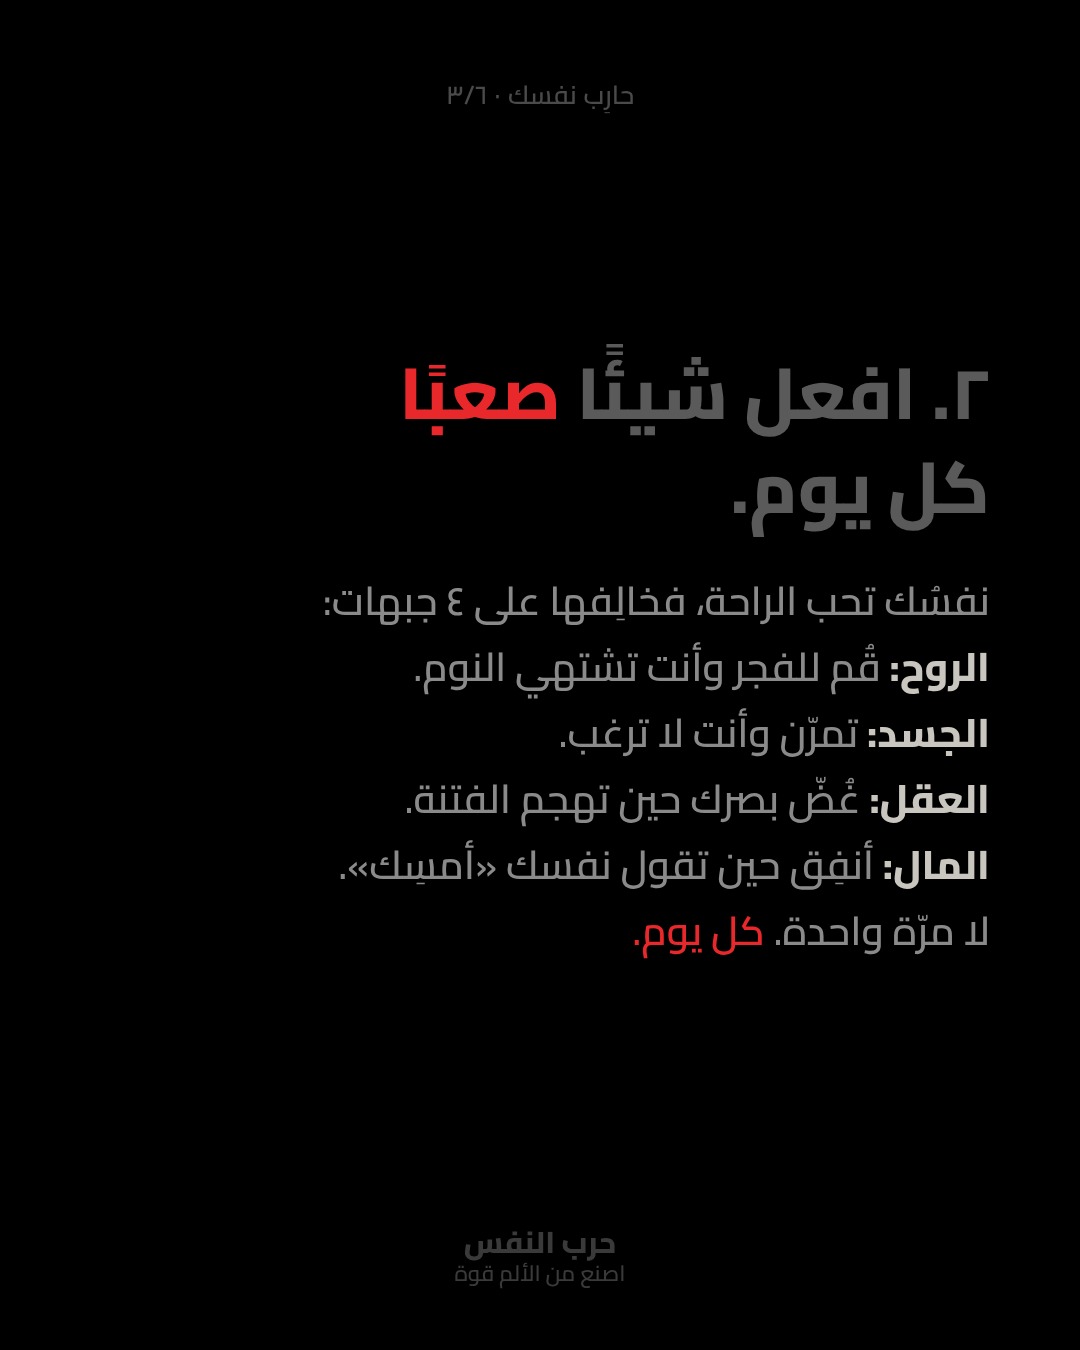 حارِب نفسك · ٣/٦
٢. افعل شيئًا صعبًا
كل يوم.
نفسُك تحب الراحة، فخالِفها على ٤ جبهات:
الروح: قُم للفجر وأنت تشتهي النوم.
الجسد: تمرّن وأنت لا ترغب.
العقل: غُضّ بصرك حين تهجم الفتنة.
المال: أنفِق حين تقول نفسك «أمسِك».
لا مرّة واحدة. كل يوم.
حرب النفس
اصنع من الألم قوة